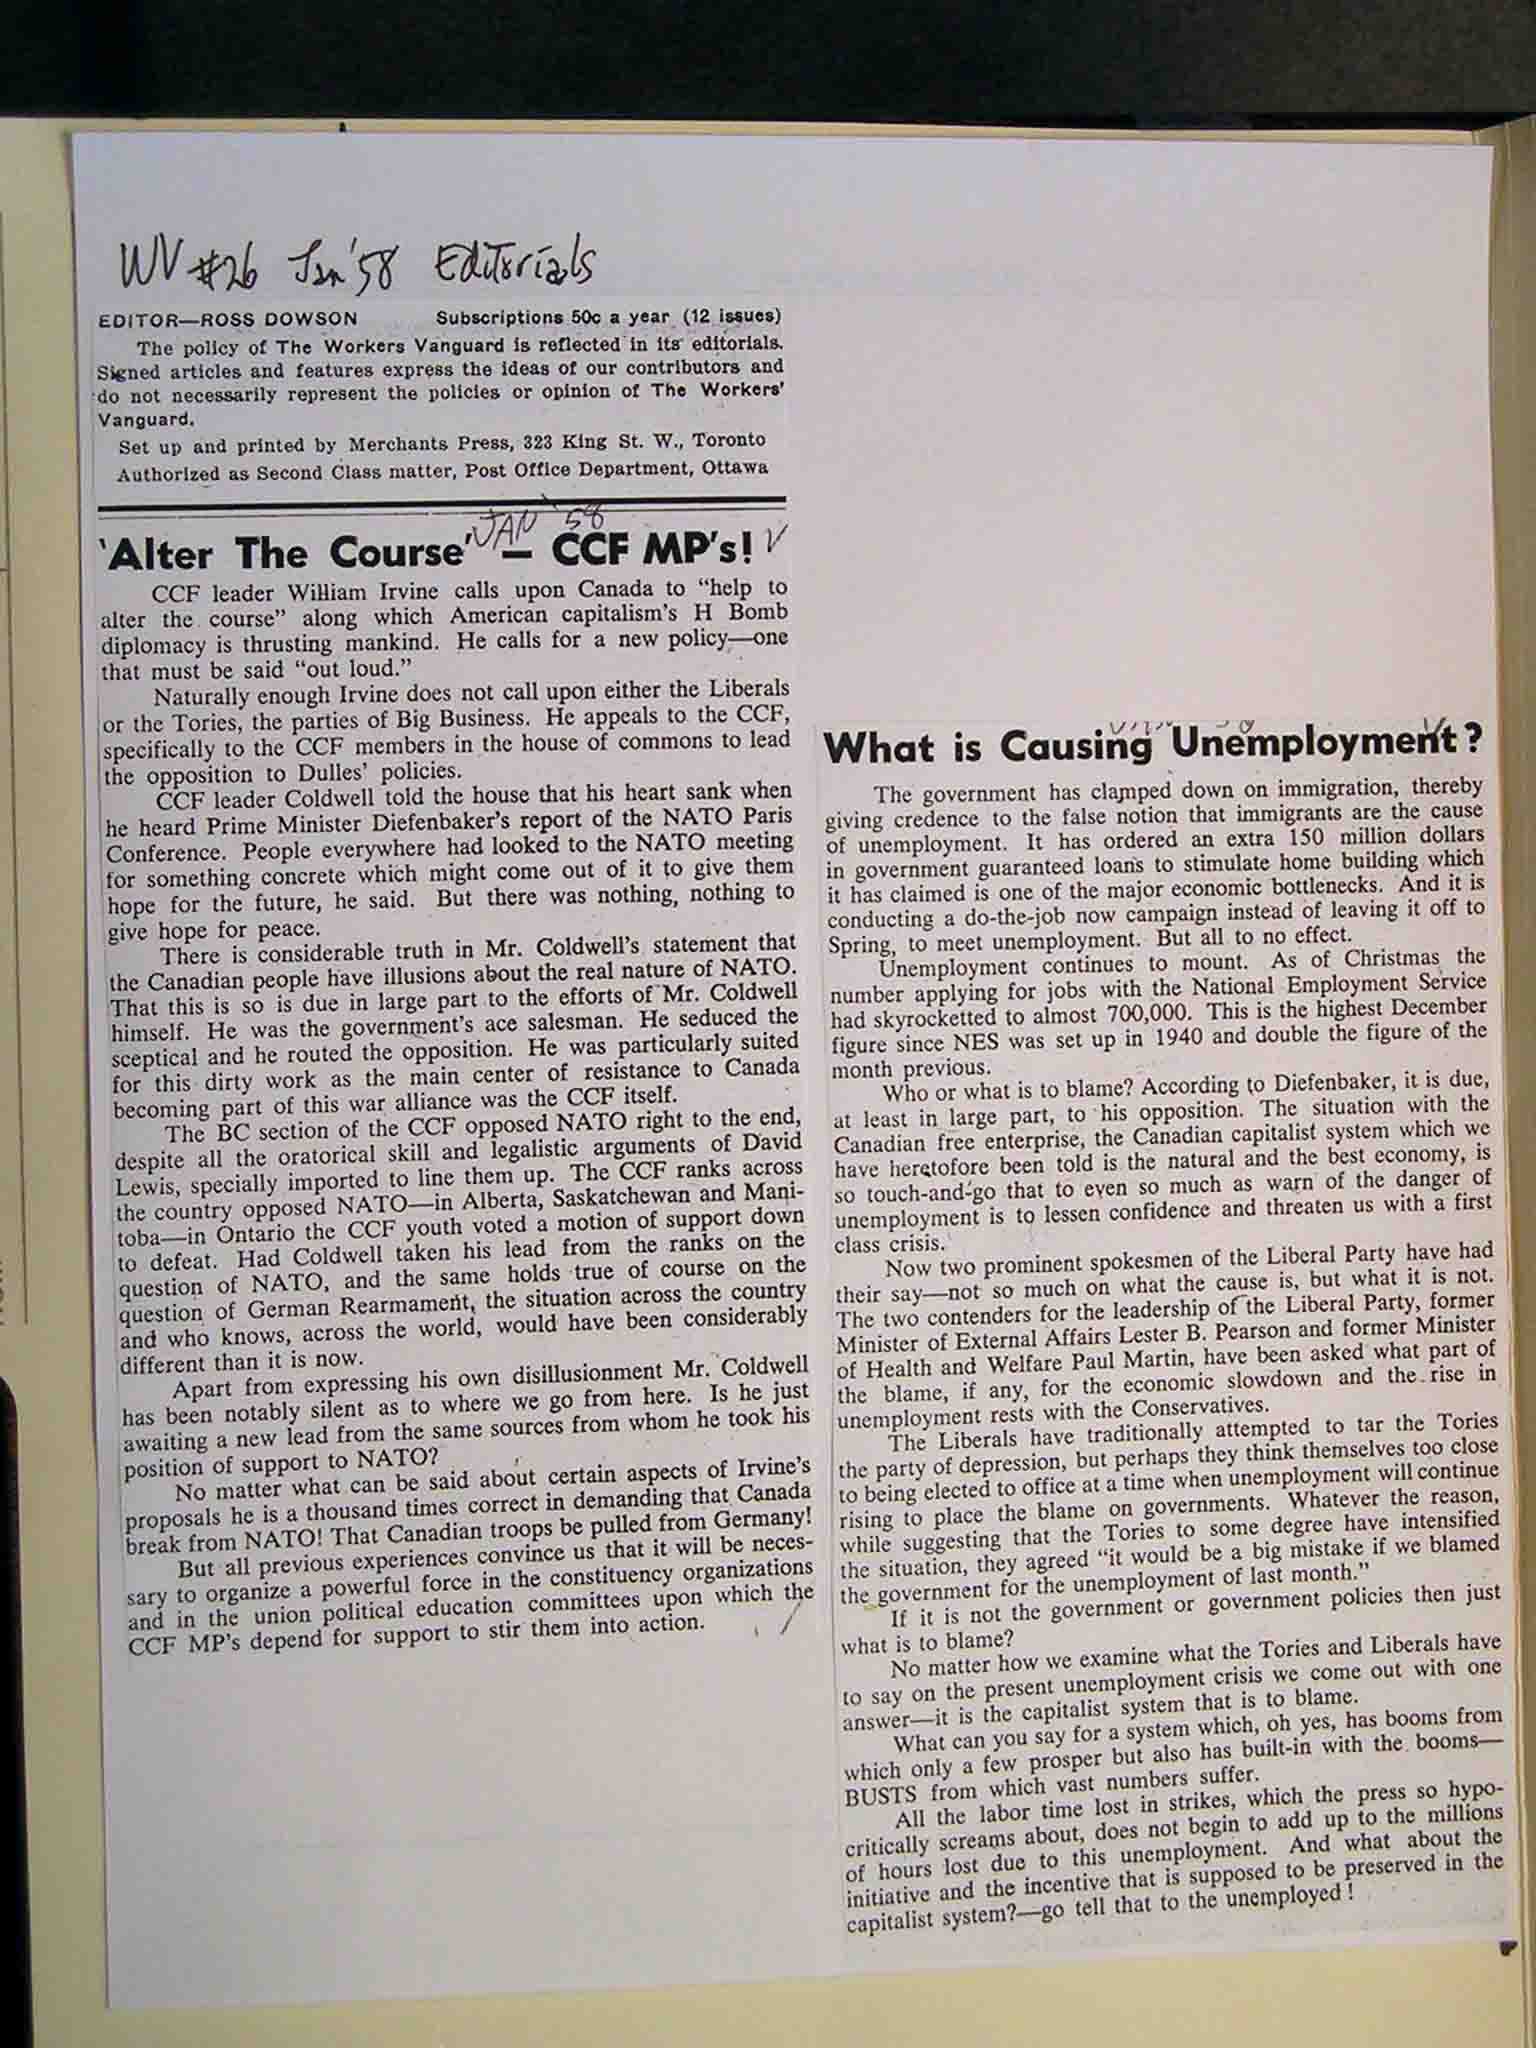 WV #26 Jan '58 Editorials
EDITOR—ROSS DOWSON Subscriptions 50c a year (12 issues)
The policy of The Workers Vanguard is reflected in its editorials.
Signed articles and features express the ideas of our contributors and
do not necessarily represent the policies or opinion of The Workers'
Vanguard.
Set up and printed by Merchants Press, 323 King St. W., Toronto
Authorized as Second Class matter, Post Office Department, Ottawa
JAN '58
'Alter The Course' — CCF MP's!
CCF leader William Irvine calls upon Canada to "help to
alter the course" along which American capitalism's H Bomb
diplomacy is thrusting mankind. He calls for a new policy—one
that must be said "out loud."
Naturally enough Irvine does not call upon either the Liberals
or the Tories, the parties of Big Business. He appeals to the CCF,
specifically to the CCF members in the house of commons to lead
the opposition to Dulles' policies.
CCF leader Coldwell told the house that his heart sank when
he heard Prime Minister Diefenbaker's report of the NATO Paris
Conference. People everywhere had looked to the NATO meeting
for something concrete which might come out of it to give them
hope for the future, he said. But there was nothing, nothing to
give hope for peace.
There is considerable truth in Mr. Coldwell's statement that
the Canadian people have illusions about the real nature of NATO.
That this is so is due in large part to the efforts of Mr. Coldwell
himself. He was the government's ace salesman. He seduced the
sceptical and he routed the opposition. He was particularly suited
for this dirty work as the main center of resistance to Canada
becoming part of this war alliance was the CCF itself.
The BC section of the CCF opposed NATO right to the end,
despite all the oratorical skill and legalistic arguments of David
Lewis, specially imported to line them up. The CCF ranks across
the country opposed NATO—in Alberta, Saskatchewan and Mani-
toba—in Ontario the CCF youth voted a motion of support down
to defeat. Had Coldwell taken his lead from the ranks on the
question of NATO, and the same holds true of course on the
question of German Rearmament, the situation across the country
and who knows, across the world, would have been considerably
different than it is now.
Apart from expressing his own disillusionment Mr. Coldwell
has been notably silent as to where we go from here. Is he just
awaiting a new lead from the same sources from whom he took his
position of support to NATO?
No matter what can be said about certain aspects of Irvine's
proposals he is a thousand times correct in demanding that Canada
break from NATO! That Canadian troops be pulled from Germany!
But all previous experiences convince us that it will be neces-
sary to organize a powerful force in the constituency organizations
and in the union political education committees upon which the
CCF MP's depend for support to stir them into action.
What is Causing Unemployment?
The government has clamped down on immigration, thereby
giving credence to the false notion that immigrants are the cause
of unemployment. It has ordered an extra 150 million dollars
in government guaranteed loans to stimulate home building which
it has claimed is one of the major economic bottlenecks. And it is
conducting a do-the-job now campaign instead of leaving it off to
Spring, to meet unemployment. But all to no effect.
Unemployment continues to mount. As of Christmas the
number applying for jobs with the National Employment Service
had skyrocketted to almost 700,000. This is the highest December
figure since NES was set up in 1940 and double the figure of the
month previous.
Who or what is to blame? According to Diefenbaker, it is due,
at least in large part, to his opposition. The situation with the
Canadian free enterprise, the Canadian capitalist system which we
have heretofore been told is the natural and the best economy, is
so touch-and-go that to even so much as warn of the danger of
unemployment is to lessen confidence and threaten us with a first
class crisis.
Now two prominent spokesmen of the Liberal Party have had
their say—not so much on what the cause is, but what it is not.
The two contenders for the leadership of the Liberal Party, former
Minister of External Affairs Lester B. Pearson and former Minister
of Health and Welfare Paul Martin, have been asked what part of
the blame, if any, for the economic slowdown and the rise in
unemployment rests with the Conservatives.
The Liberals have traditionally attempted to tar the Tories
the party of depression, but perhaps they think themselves too close
to being elected to office at a time when unemployment will continue
rising to place the blame on governments. Whatever the reason,
while suggesting that the Tories to some degree have intensified
the situation, they agreed "it would be a big mistake if we blamed
the government for the unemployment of last month."
If it is not the government or government policies then just
what is to blame?
No matter how we examine what the Tories and Liberals have
to say on the present unemployment crisis we come out with one
answer—it is the capitalist system that is to blame.
What can you say for a system which, oh yes, has booms from
which only a few prosper but also has built-in with the booms—
BUSTS from which vast numbers suffer.
All the labor time lost in strikes, which the press so hypo-
critically screams about, does not begin to add up to the millions
of hours lost due to this unemployment. And what about the
initiative and the incentive that is supposed to be preserved in the
capitalist system?—go tell that to the unemployed!